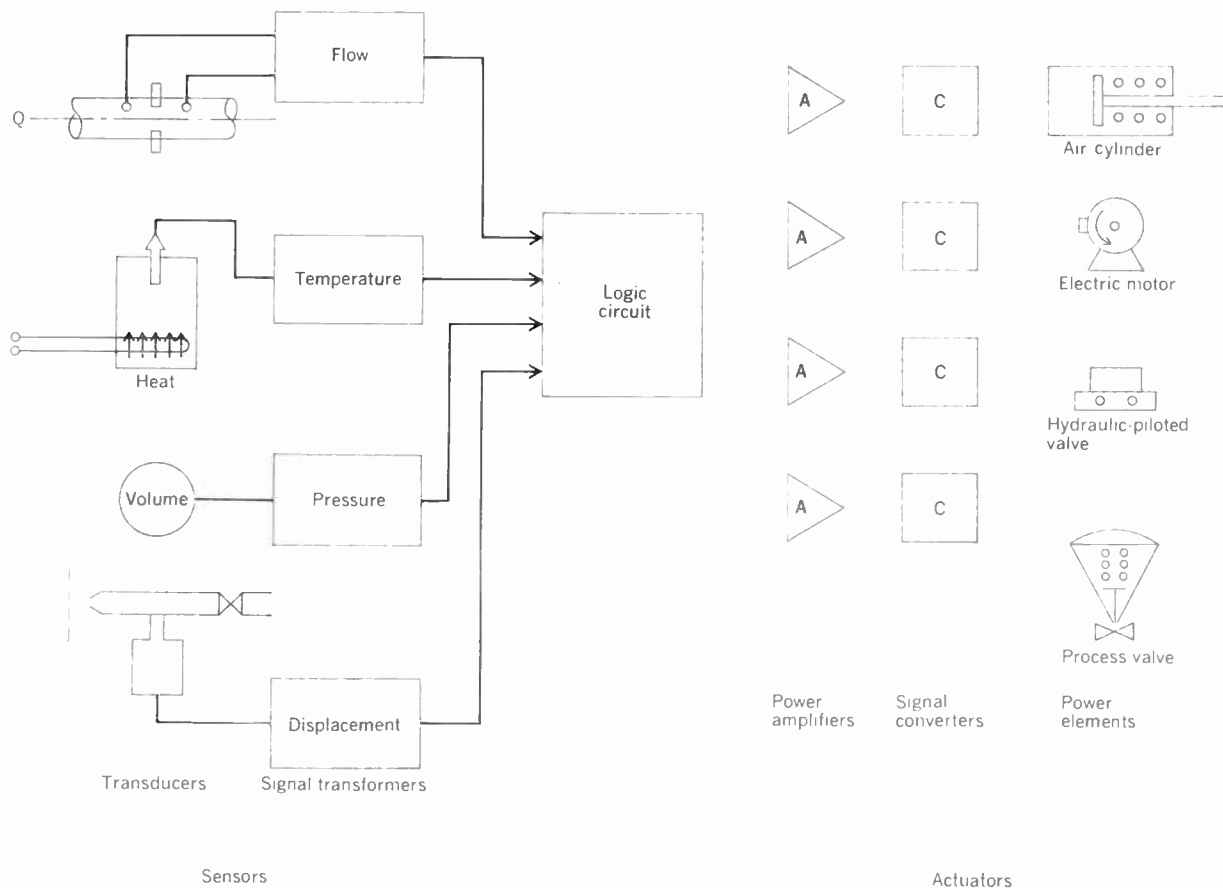 Flow
Q
A
C
Air cylinder
Temperature
Heat
Logic
circuit
A
C
Electric motor
A
C
Hydraulic-piloted
valve
Volume
Pressure
A
C
Process valve
Displacement
Transducers
Signal transformers
Power
amplifiers
Signal
converters
Power
elements
Sensors
Actuators